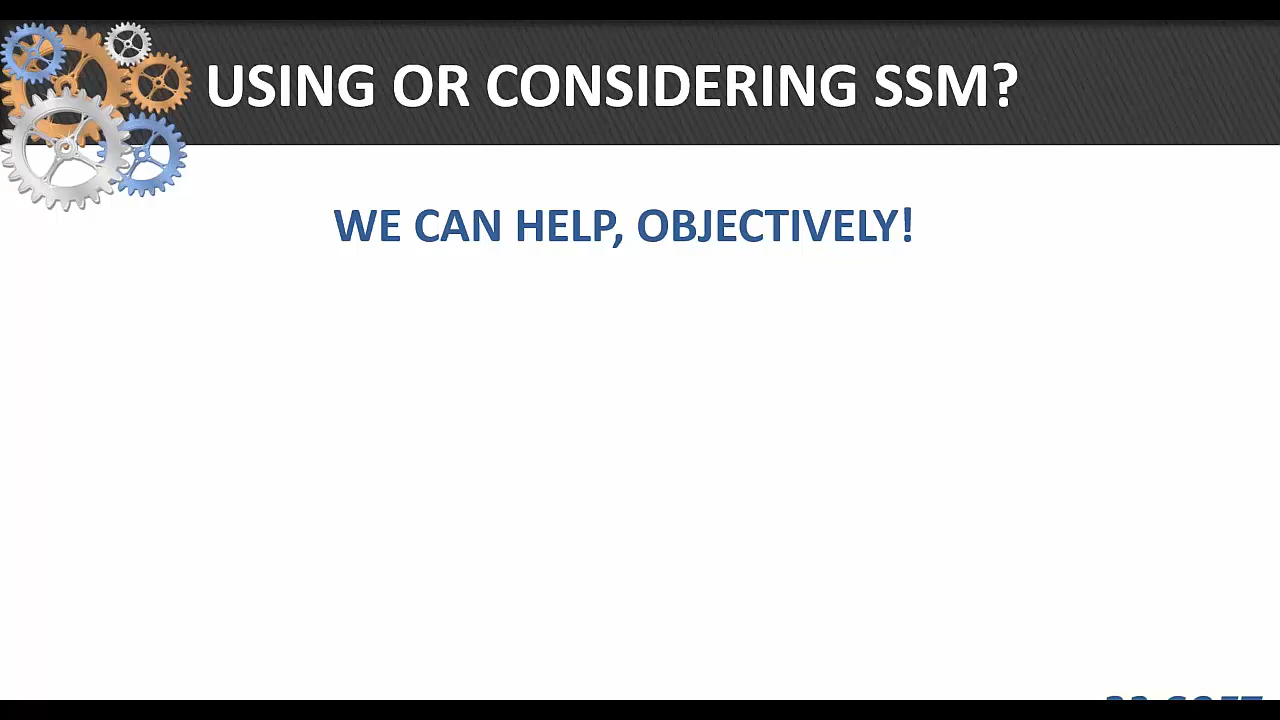 USING OR CONSIDERING SSM?
WE CAN HELP, OBJECTIVELY!